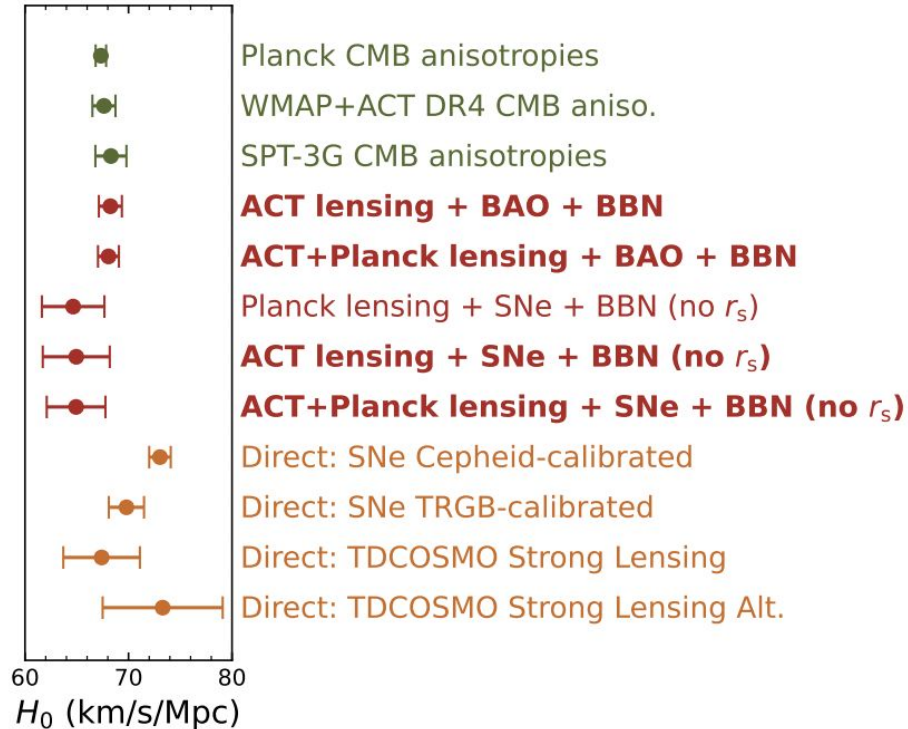 Planck CMB anisotropies
WMAP+ACT DR4 CMB aniso.
SPT-3G CMB anisotropies
ACT lensing + BAO + BBN
ACT+Planck lensing + BAO + BBN
Planck lensing + SNe + BBN (no rₛ)
ACT lensing + SNe + BBN (no rₛ)
ACT+Planck lensing + SNe + BBN (no rₛ)
Direct: SNe Cepheid-calibrated
Direct: SNe TRGB-calibrated
Direct: TDCOSMO Strong Lensing
Direct: TDCOSMO Strong Lensing Alt.
60 70 80
H₀ (km/s/Mpc)